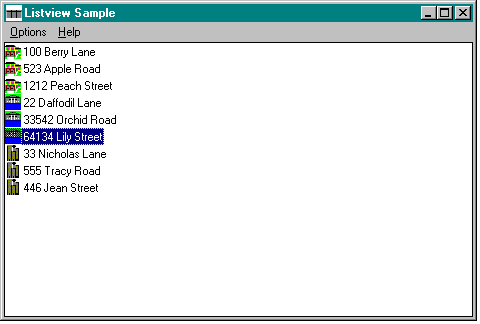 Listview Sample
Options Help
100 Berry Lane
523 Apple Road
1212 Peach Street
22 Daffodil Lane
33542 Orchid Road
64134 Lily Street
33 Nicholas Lane
555 Tracy Road
446 Jean Street